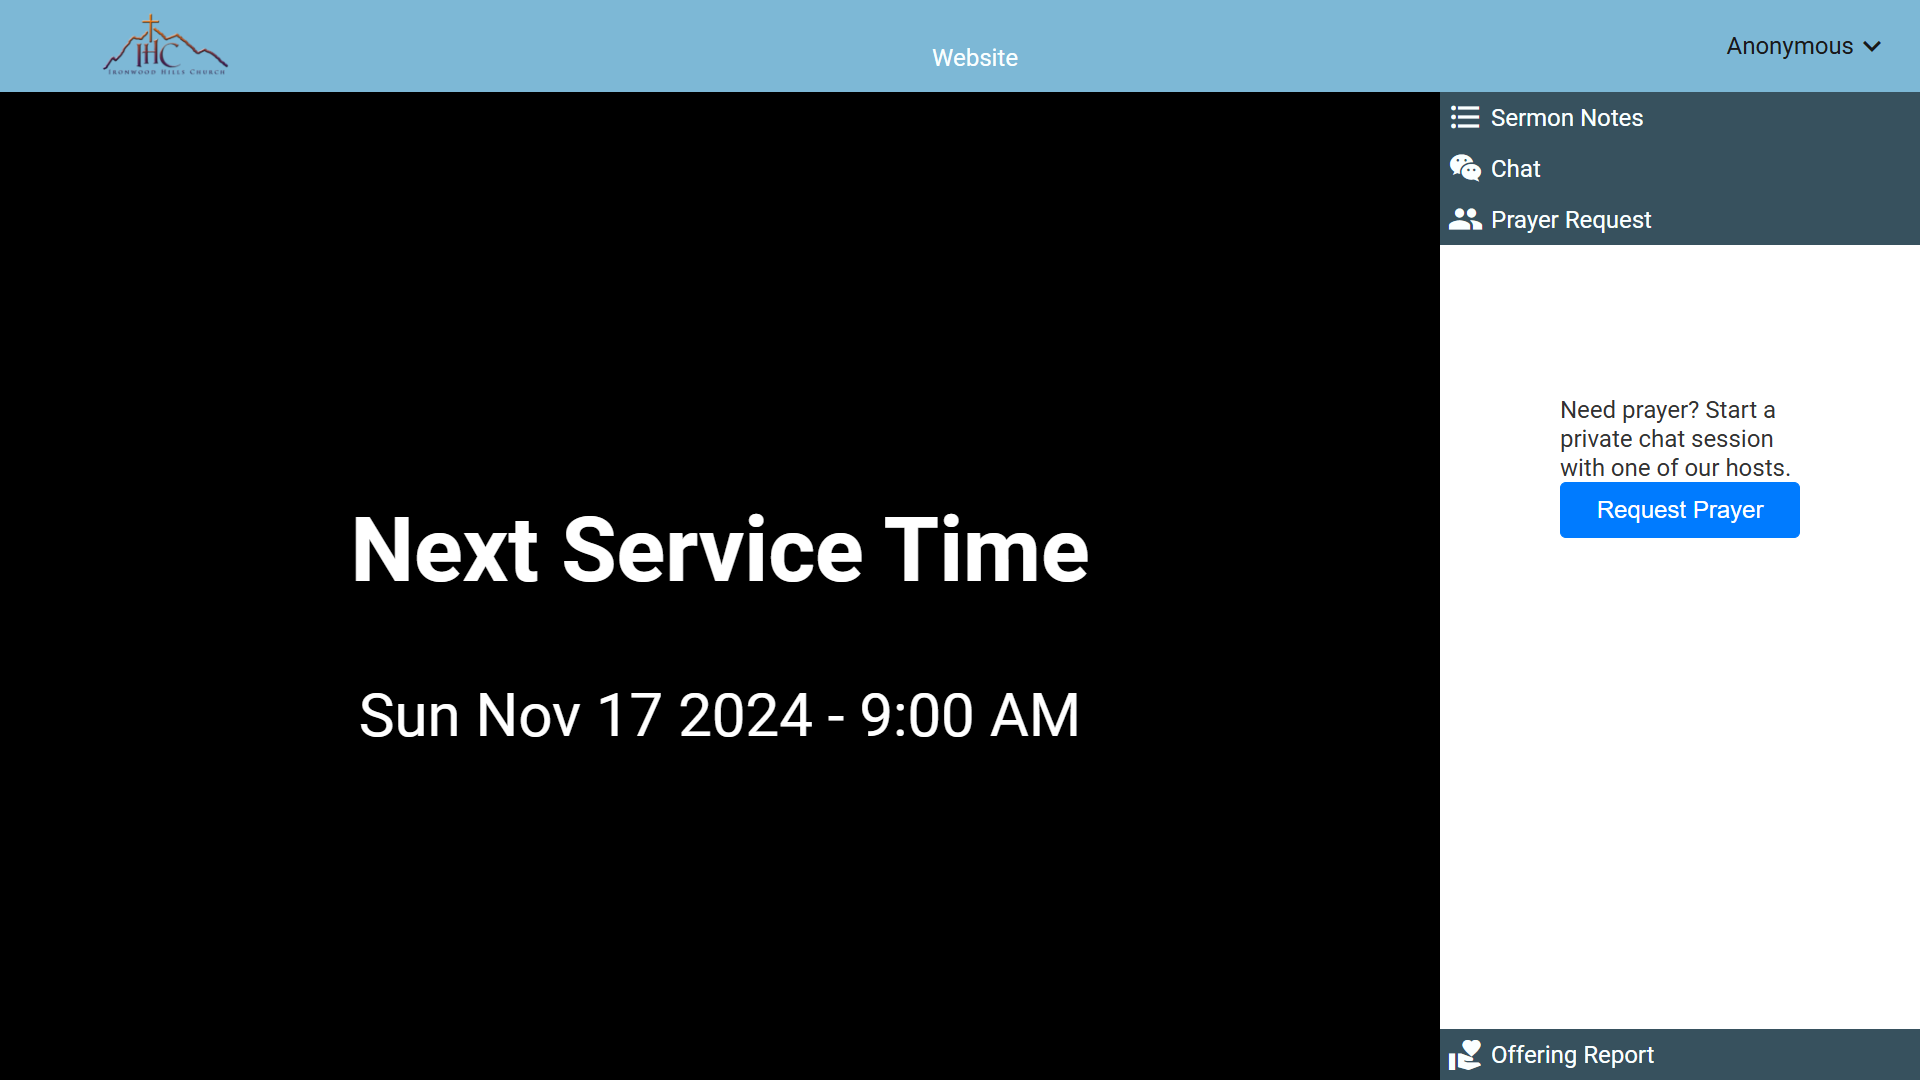 IHC
Ironwood Hills Church
Website
Anonymous
Sermon Notes
Chat
Prayer Request
Next Service Time
Sun Nov 17 2024 - 9:00 AM
Need prayer? Start a
private chat session
with one of our hosts.
Request Prayer
Offering Report